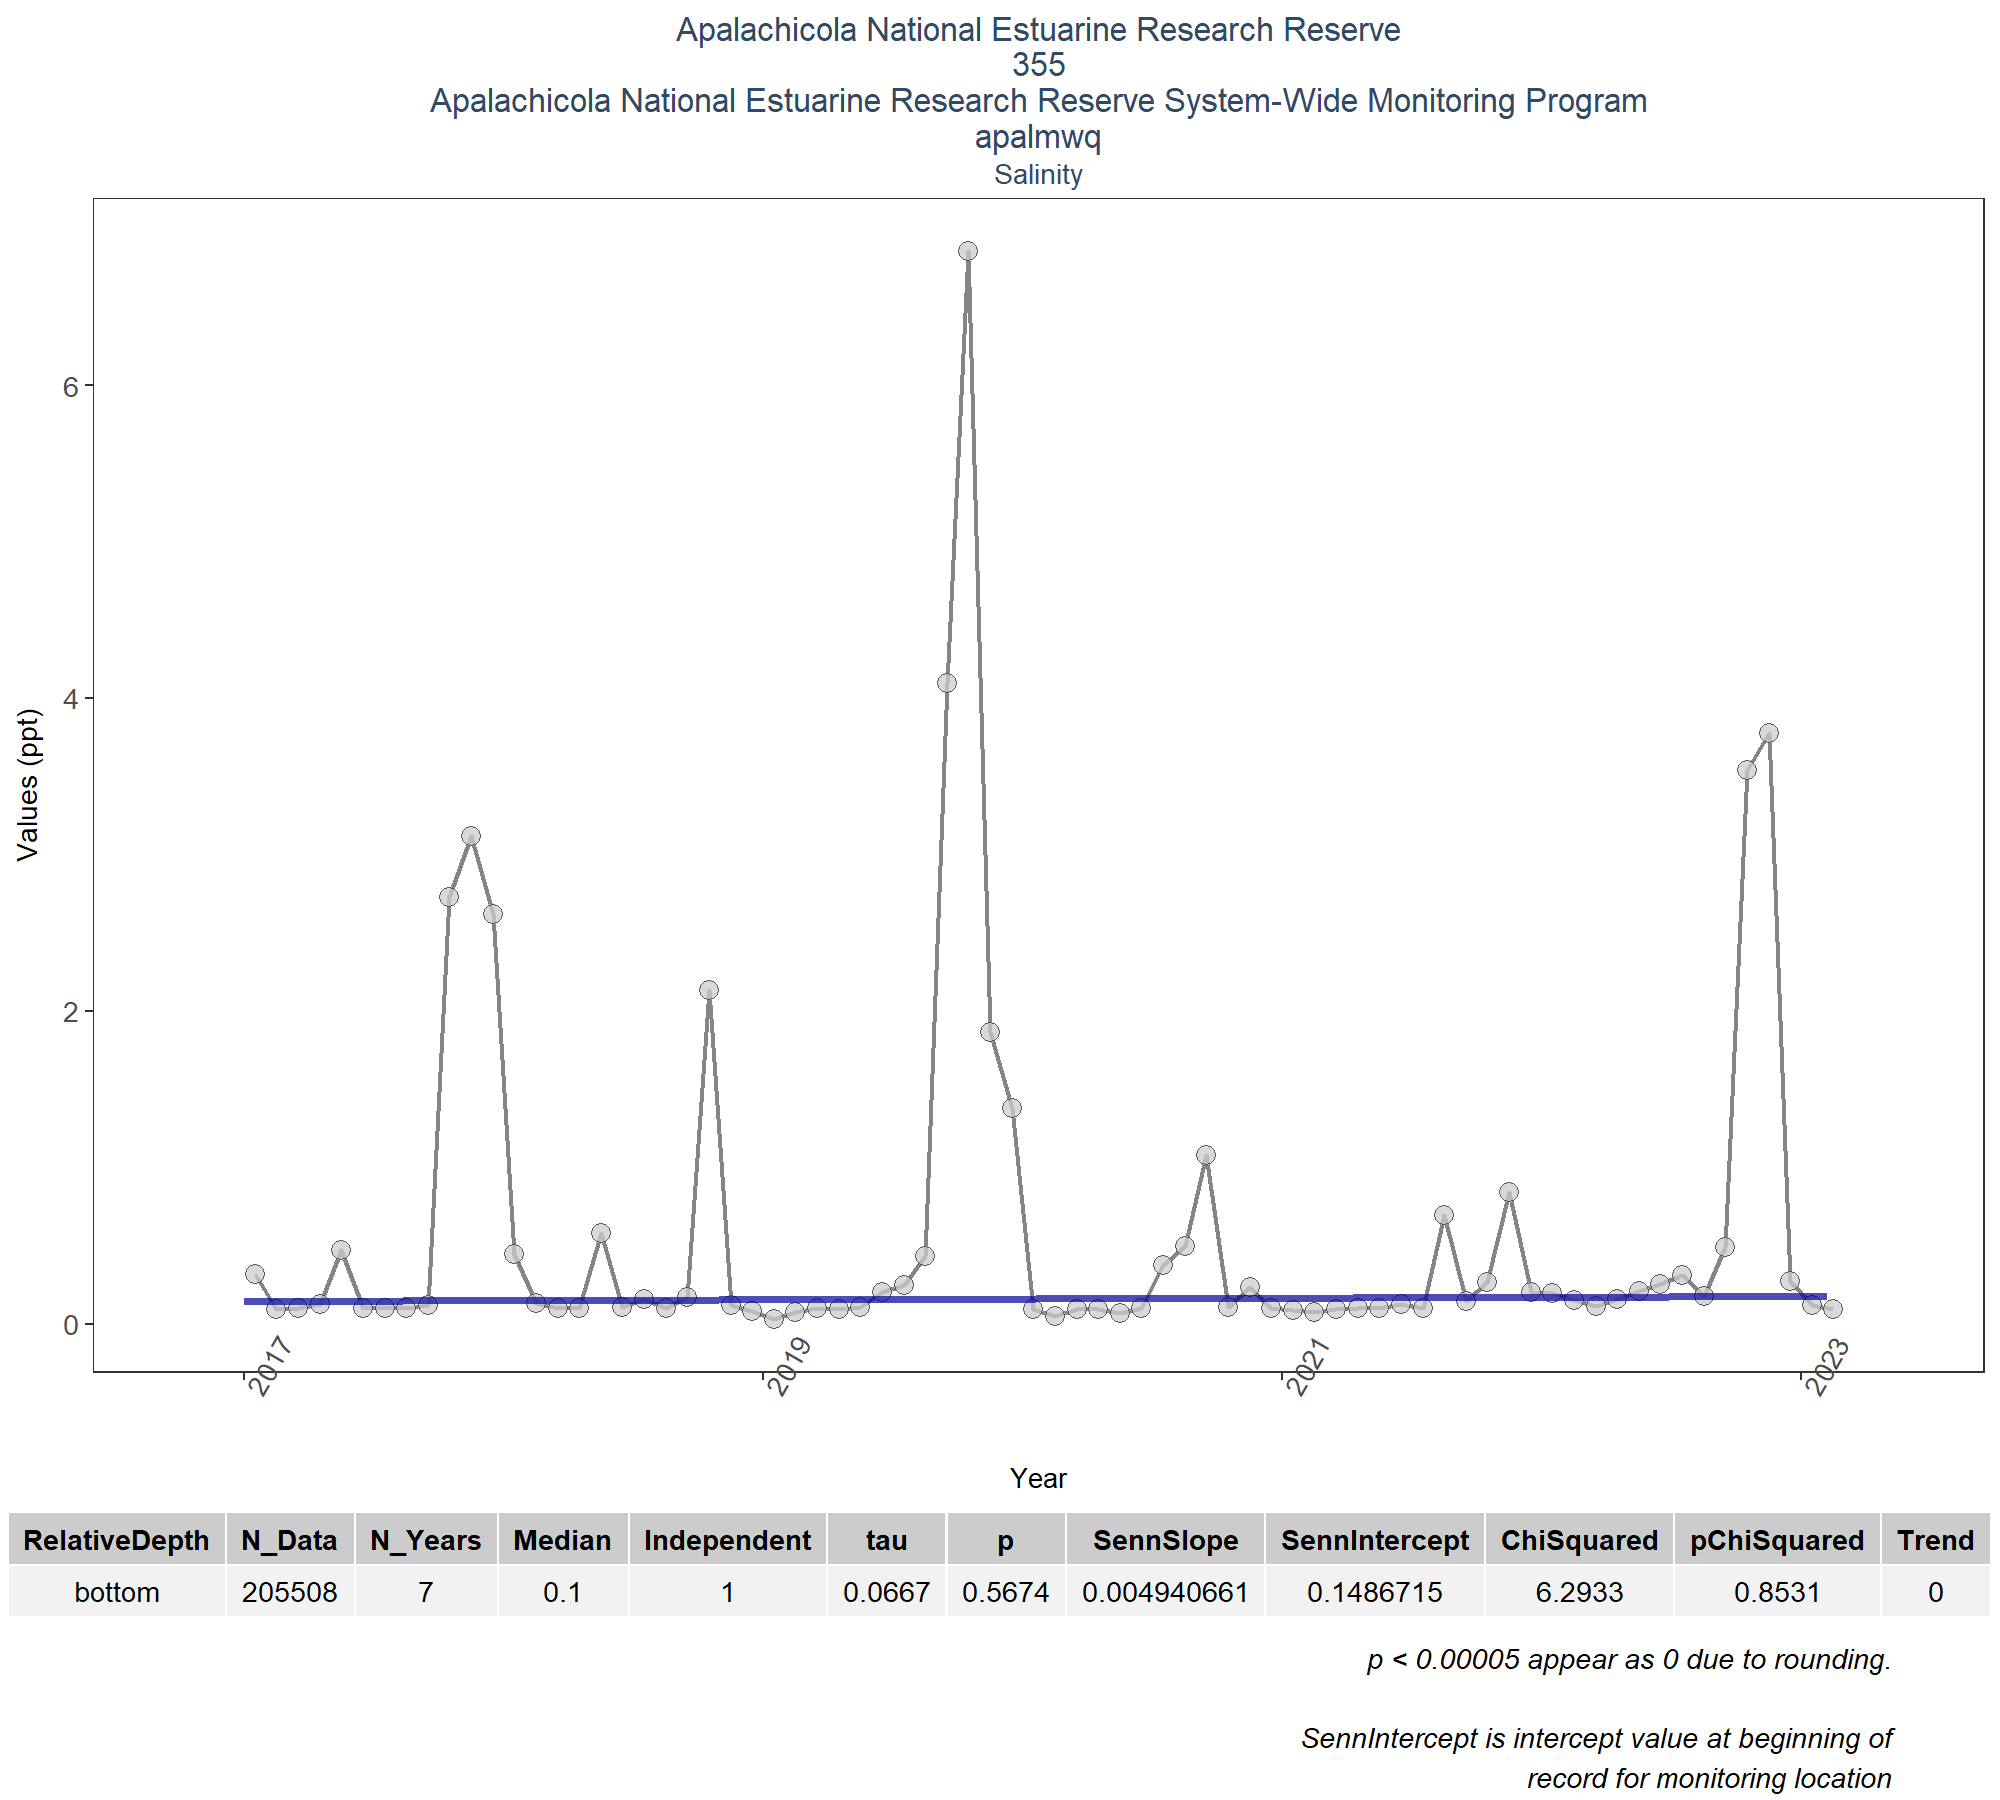 Apalachicola National Estuarine Research Reserve
355
Apalachicola National Estuarine Research Reserve System-Wide Monitoring Program
apalmwq
Salinity
Values (ppt)
6
4
2
0
2017 2019 2021 2023
Year
RelativeDepth N_Data N_Years Median Independent tau p SennSlope SennIntercept ChiSquared pChiSquared Trend
bottom 205508 7 0.1 1 0.0667 0.5674 0.004940661 0.1486715 6.2933 0.8531 0
p < 0.00005 appear as 0 due to rounding.
SennIntercept is intercept value at beginning of
record for monitoring location